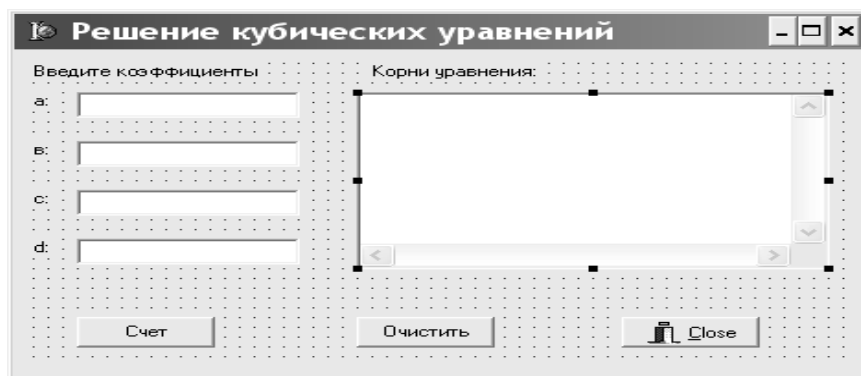 Решение кубических уравнений
Введите коэффициенты
Корни уравнения:
а:
в:
с:
d:
Счет
Очистить
Close